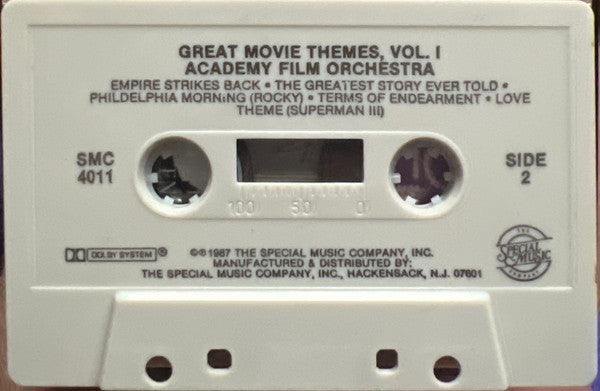 GREAT MOVIE THEMES, VOL. I
ACADEMY FILM ORCHESTRA
EMPIRE STRIKES BACK • THE GREATEST STORY EVER TOLD •
PHILDELPHIA MORNING (ROCKY) • TERMS OF ENDEARMENT • LOVE
THEME (SUPERMAN III)
SMC
4011
SIDE
2
100 50 0
DOLBY SYSTEM®
©℗1987 THE SPECIAL MUSIC COMPANY, INC.
MANUFACTURED & DISTRIBUTED BY:
THE SPECIAL MUSIC COMPANY, INC., HACKENSACK, N.J. 07601
THE
SPECIAL
MUSIC
COMPANY